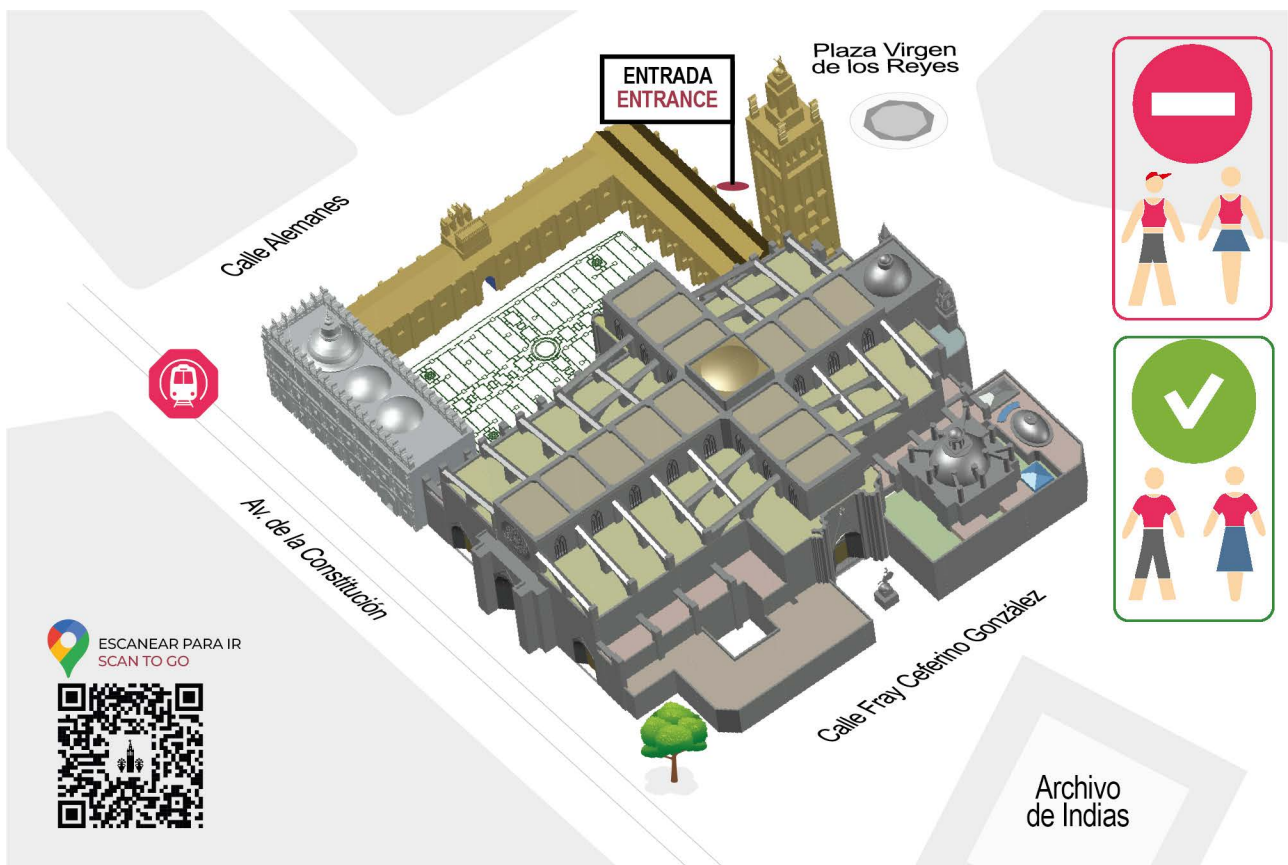 Plaza Virgen
de los Reyes
ENTRADA
ENTRANCE
Calle Alemanes
Av. de la Constitución
ESCANEAR PARA IR
SCAN TO GO
Calle Fray Ceferino González
Archivo
de Indias